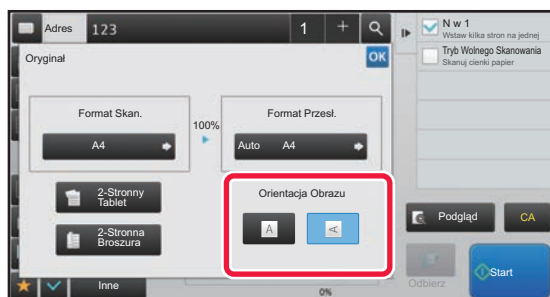 Adres 123 1 +
N w 1
Wstaw kilka stron na jednej
Tryb Wolnego Skanowania
Skanuj cienki papier
Oryginał
OK
Format Skan.
100%
Format Przesł.
A4
Auto A4
2-Stronny
Tablet
2-Stronna
Broszura
Orientacja Obrazu
A A
Podgląd
CA
Inne
0%
Odbierz
Start